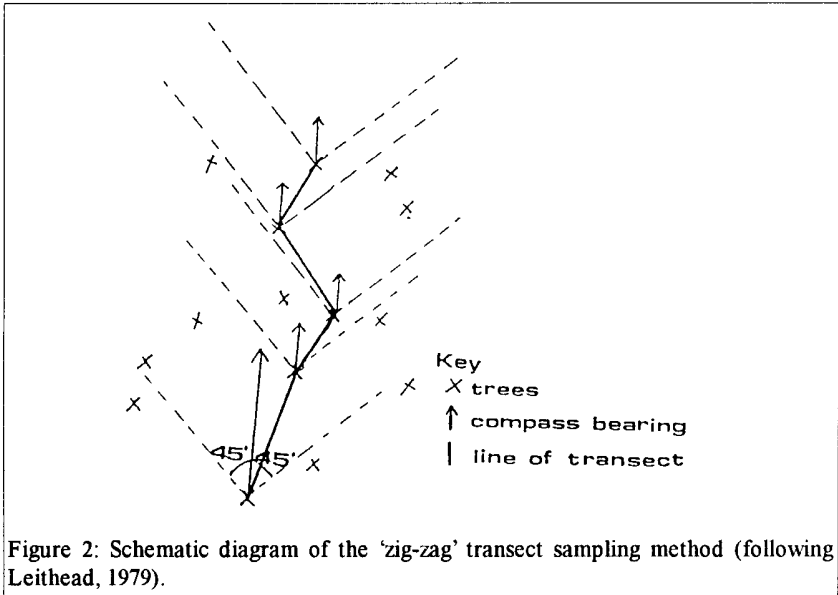 45' 45'
Key
X trees
↑ compass bearing
| line of transect
Figure 2: Schematic diagram of the 'zig-zag' transect sampling method (following
Leithead, 1979).